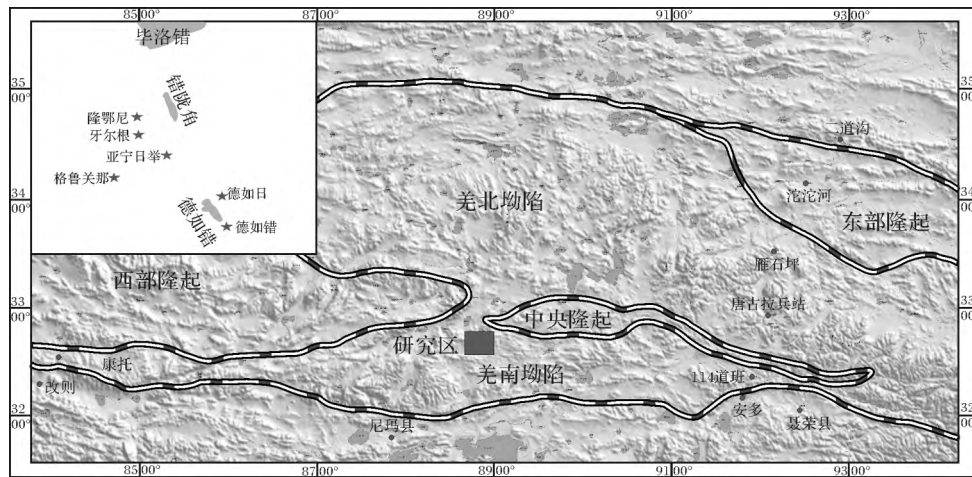 85 00°
87 00°
89 00°
91 00°
93 00°
毕洛错
错陇角
隆鄂尼
牙尔根
亚宁日举
格鲁关那
德如日
德如错
德如错
35 00°
35 00°
二道沟
34 00°
34 00°
沱沱河
羌北坳陷
东部隆起
雁石坪
西部隆起
33 00°
33 00°
唐古拉兵站
中央隆起
研究区
康托
羌南坳陷
114道班
改则
安多
32 00°
32 00°
尼玛县
聂荣县
85 00°
87 00°
89 00°
91 00°
93 00°